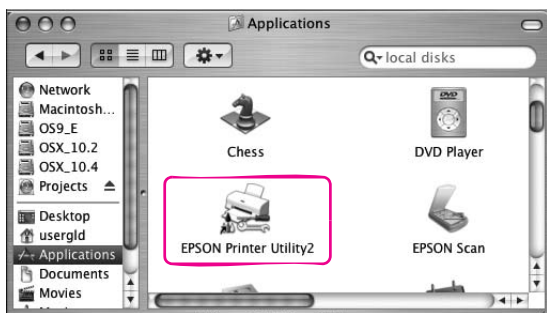 Applications
local disks
Network
Macintosh...
OS9_E
OSX_10.2
OSX_10.4
Projects
Desktop
usergld
Applications
Documents
Movies
Chess
DVD Player
EPSON Printer Utility2
EPSON Scan